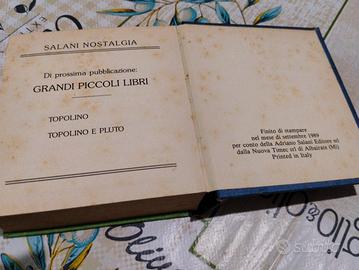 SALANI NOSTALGIA
Di prossima pubblicazione:
GRANDI PICCOLI LIBRI
TOPOLINO
TOPOLINO E PLUTO
Finito di stampare
nel mese di settembre 1989
per conto della Adriano Salani Editore srl
dalla Nuova Timec srl di Albairate (Mi)
Printed in Italy
subito